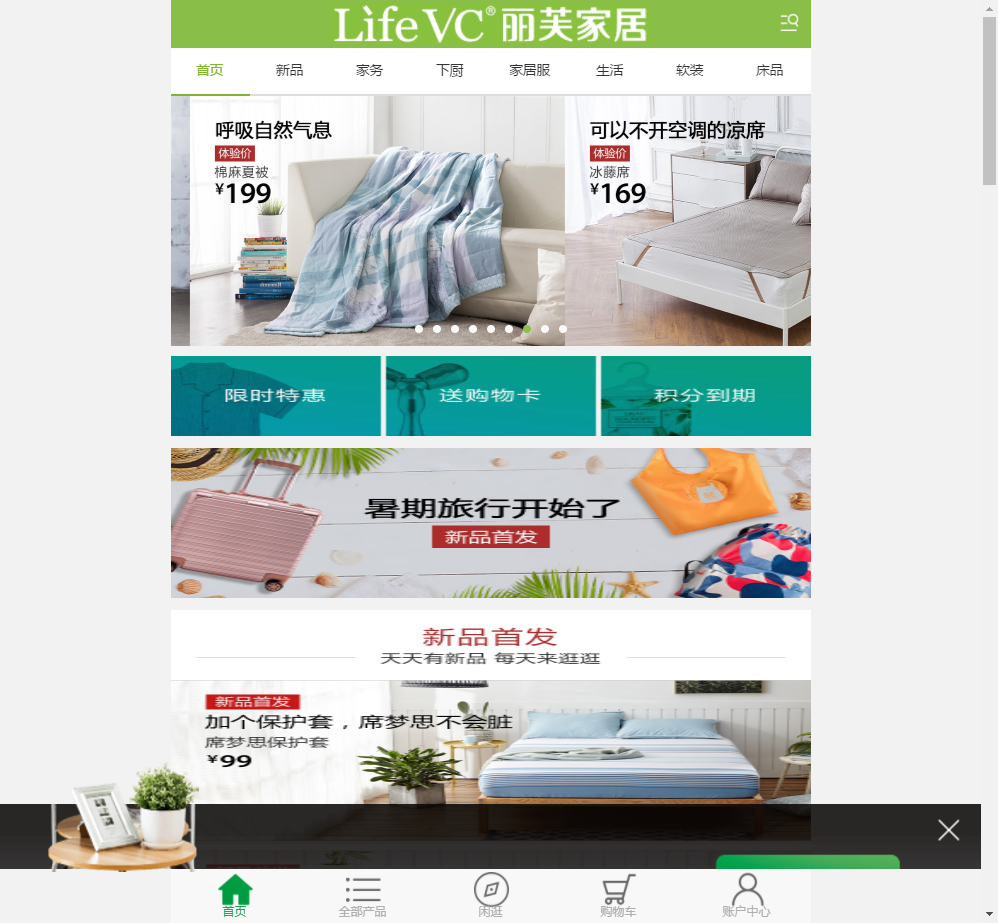 LifeVC® 丽芙家居
首页 新品 家务 下厨 家居服 生活 软装 床品
呼吸自然气息
体验价
棉麻夏被
¥199
可以不开空调的凉席
体验价
冰藤席
¥169
限时特惠 送购物卡 积分到期
暑期旅行开始了
新品首发
新品首发
天天有新品 每天来逛逛
新品首发
加个保护套，席梦思不会脏
席梦思保护套
¥99
首页 全部产品 闲逛 购物车 账户中心